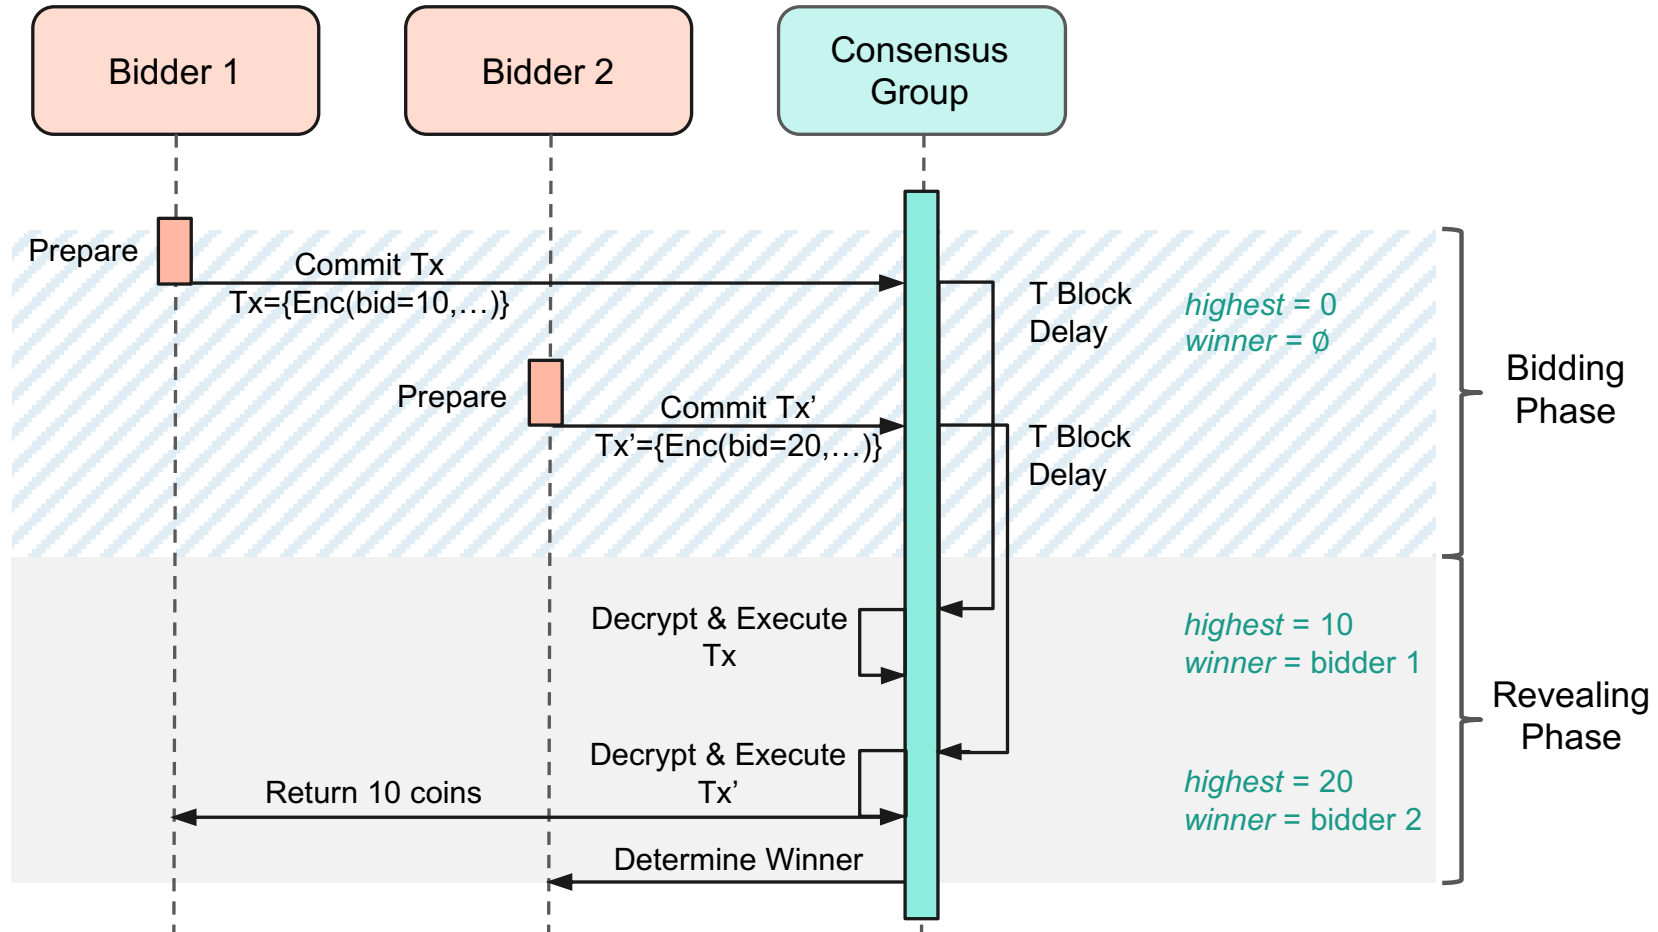 Bidder 1
Bidder 2
Consensus
Group
Prepare
Commit Tx
Tx={Enc(bid=10,…)}
T Block
Delay
highest = 0
winner = ∅
Bidding
Phase
Prepare
Commit Tx’
Tx’={Enc(bid=20,…)}
T Block
Delay
Decrypt & Execute
Tx
highest = 10
winner = bidder 1
Revealing
Phase
Decrypt & Execute
Tx’
Return 10 coins
highest = 20
winner = bidder 2
Determine Winner